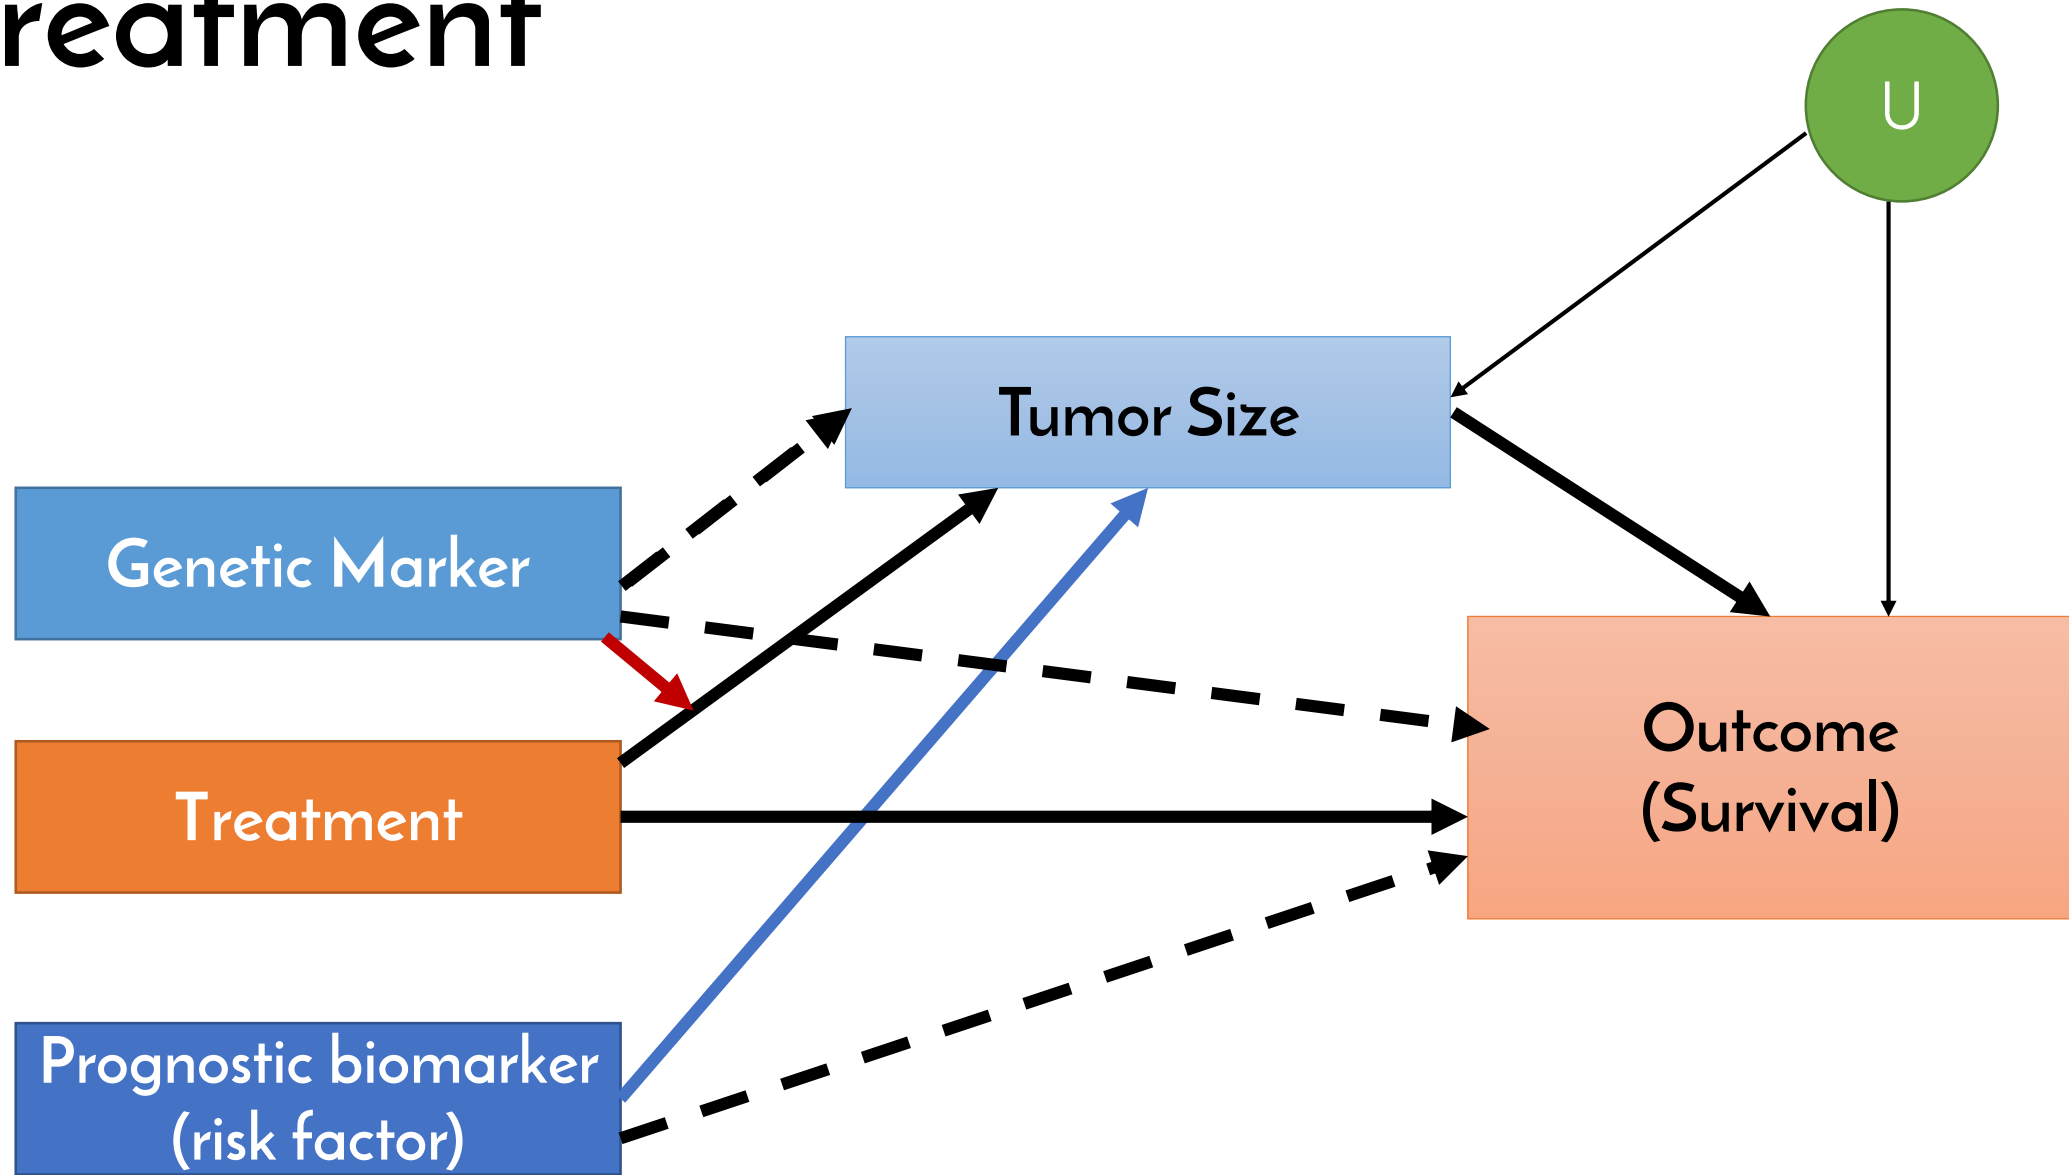 reatment
U
Tumor Size
Genetic Marker
Treatment
Outcome
(Survival)
Prognostic biomarker
(risk factor)